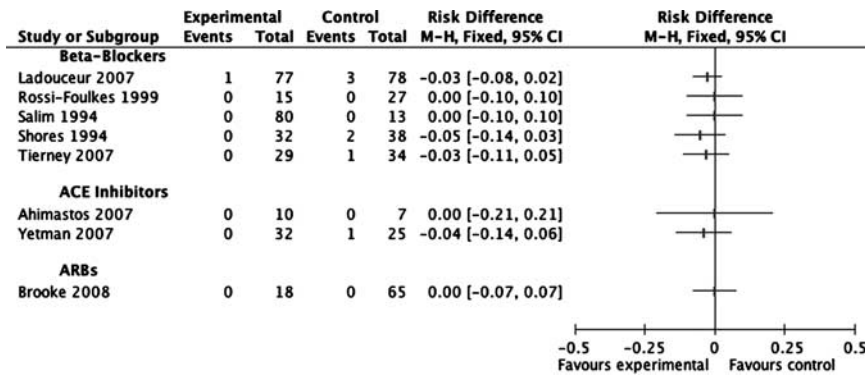 Experimental Control Risk Difference Risk Difference
Study or Subgroup Events Total Events Total M-H, Fixed, 95% CI M-H, Fixed, 95% CI
Beta-Blockers
Ladouceur 2007 1 77 3 78 -0.03 [-0.08, 0.02]
Rossi-Foulkes 1999 0 15 0 27 0.00 [-0.10, 0.10]
Salim 1994 0 80 0 13 0.00 [-0.10, 0.10]
Shores 1994 0 32 2 38 -0.05 [-0.14, 0.03]
Tierney 2007 0 29 1 34 -0.03 [-0.11, 0.05]
ACE Inhibitors
Ahimastos 2007 0 10 0 7 0.00 [-0.21, 0.21]
Yetman 2007 0 32 1 25 -0.04 [-0.14, 0.06]
ARBs
Brooke 2008 0 18 0 65 0.00 [-0.07, 0.07]
-0.5 -0.25 0 0.25 0.5
Favours experimental Favours control